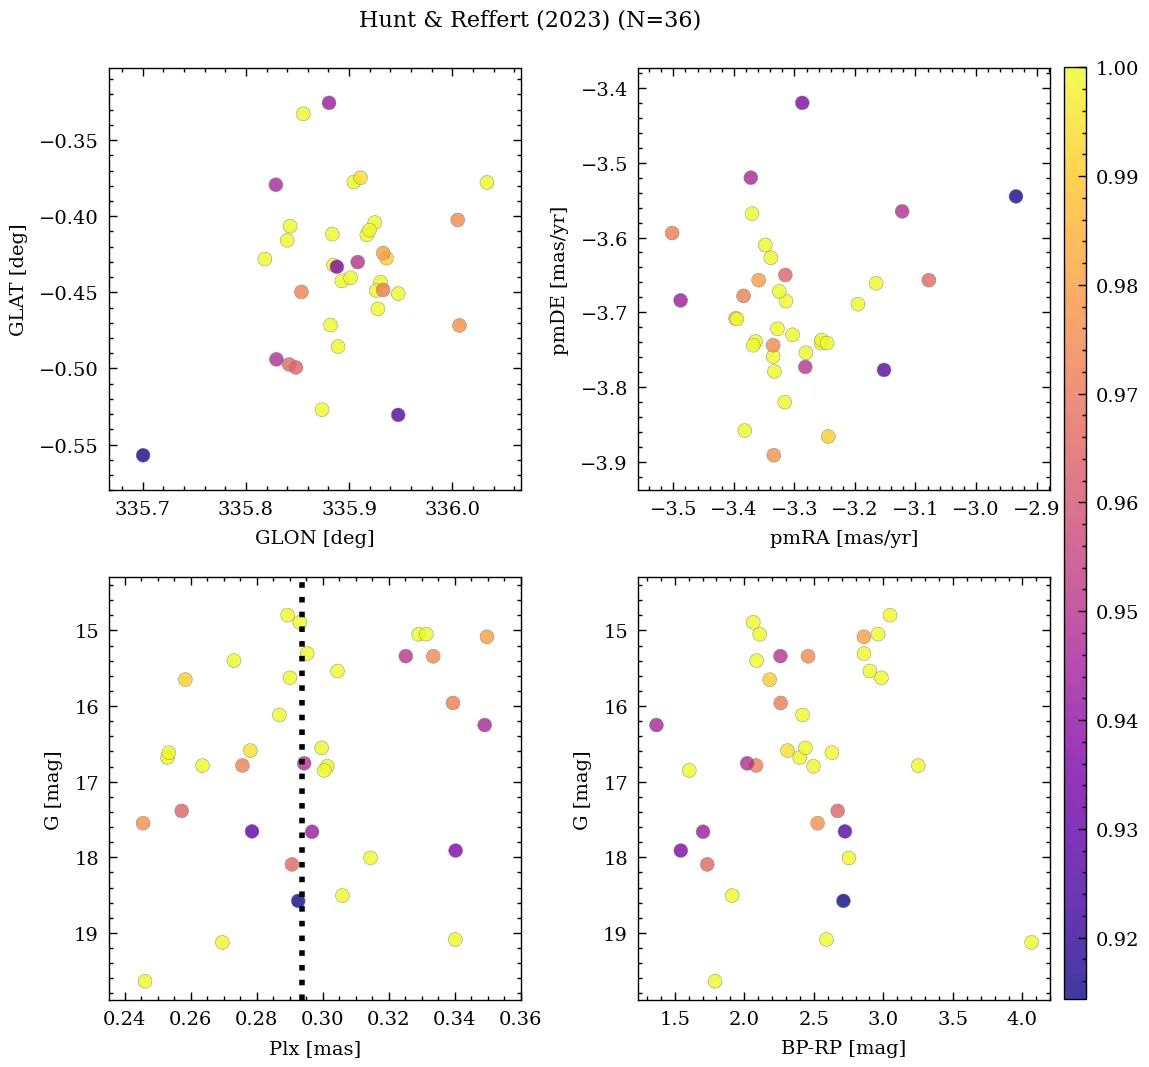 Hunt & Reffert (2023) (N=36)
−0.35
−0.40
−0.45
−0.50
−0.55
GLAT [deg]
335.7 335.8 335.9 336.0
GLON [deg]
−3.4
−3.5
−3.6
−3.7
−3.8
−3.9
pmDE [mas/yr]
−3.5 −3.4 −3.3 −3.2 −3.1 −3.0 −2.9
pmRA [mas/yr]
15
16
17
18
19
G [mag]
0.24 0.26 0.28 0.30 0.32 0.34 0.36
Plx [mas]
15
16
17
18
19
G [mag]
1.5 2.0 2.5 3.0 3.5 4.0
BP-RP [mag]
1.00
0.99
0.98
0.97
0.96
0.95
0.94
0.93
0.92